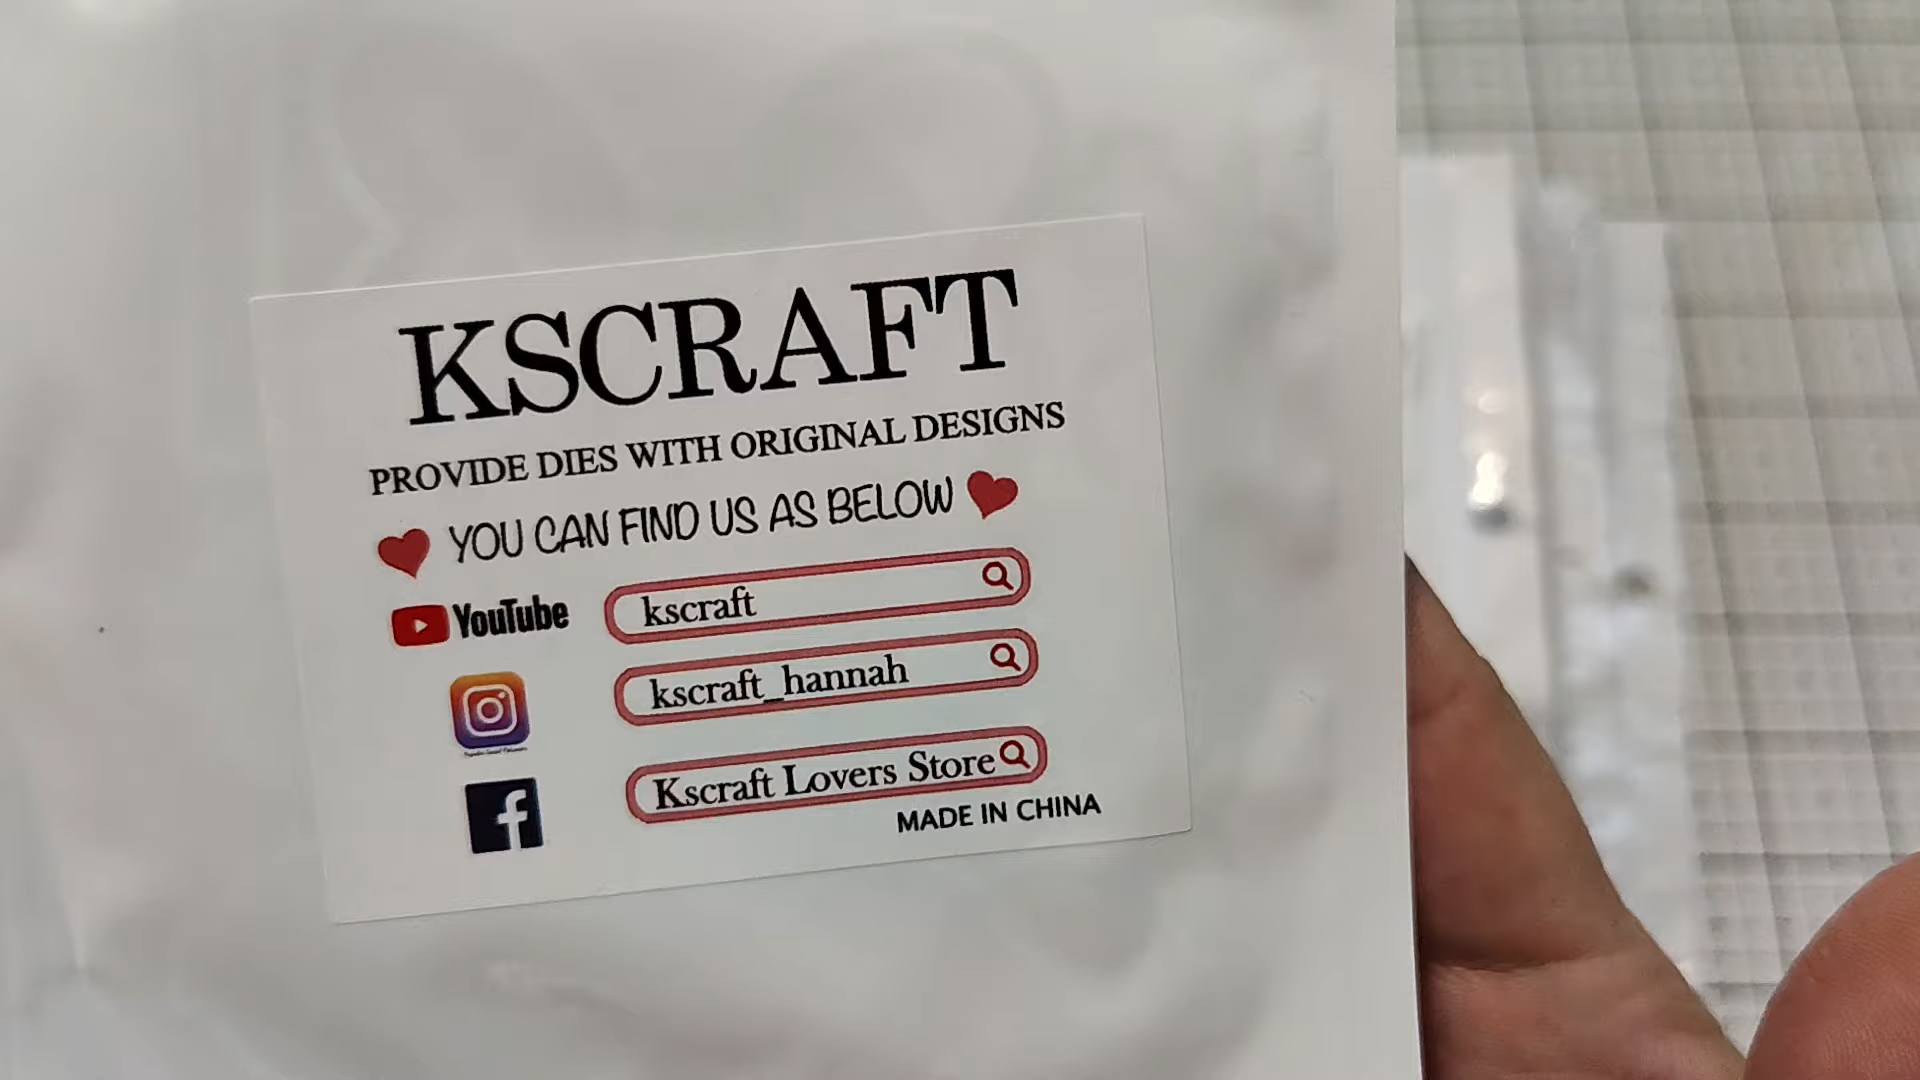 KSCRAFT
PROVIDE DIES WITH ORIGINAL DESIGNS
YOU CAN FIND US AS BELOW
YouTube kscraft
kscraft_hannah
f Kscraft Lovers Store
MADE IN CHINA